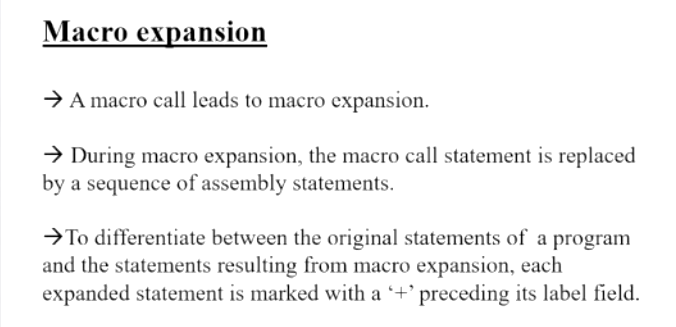 Macro expansion
→ A macro call leads to macro expansion.
→ During macro expansion, the macro call statement is replaced
by a sequence of assembly statements.
→To differentiate between the original statements of a program
and the statements resulting from macro expansion, each
expanded statement is marked with a ‘+’ preceding its label field.